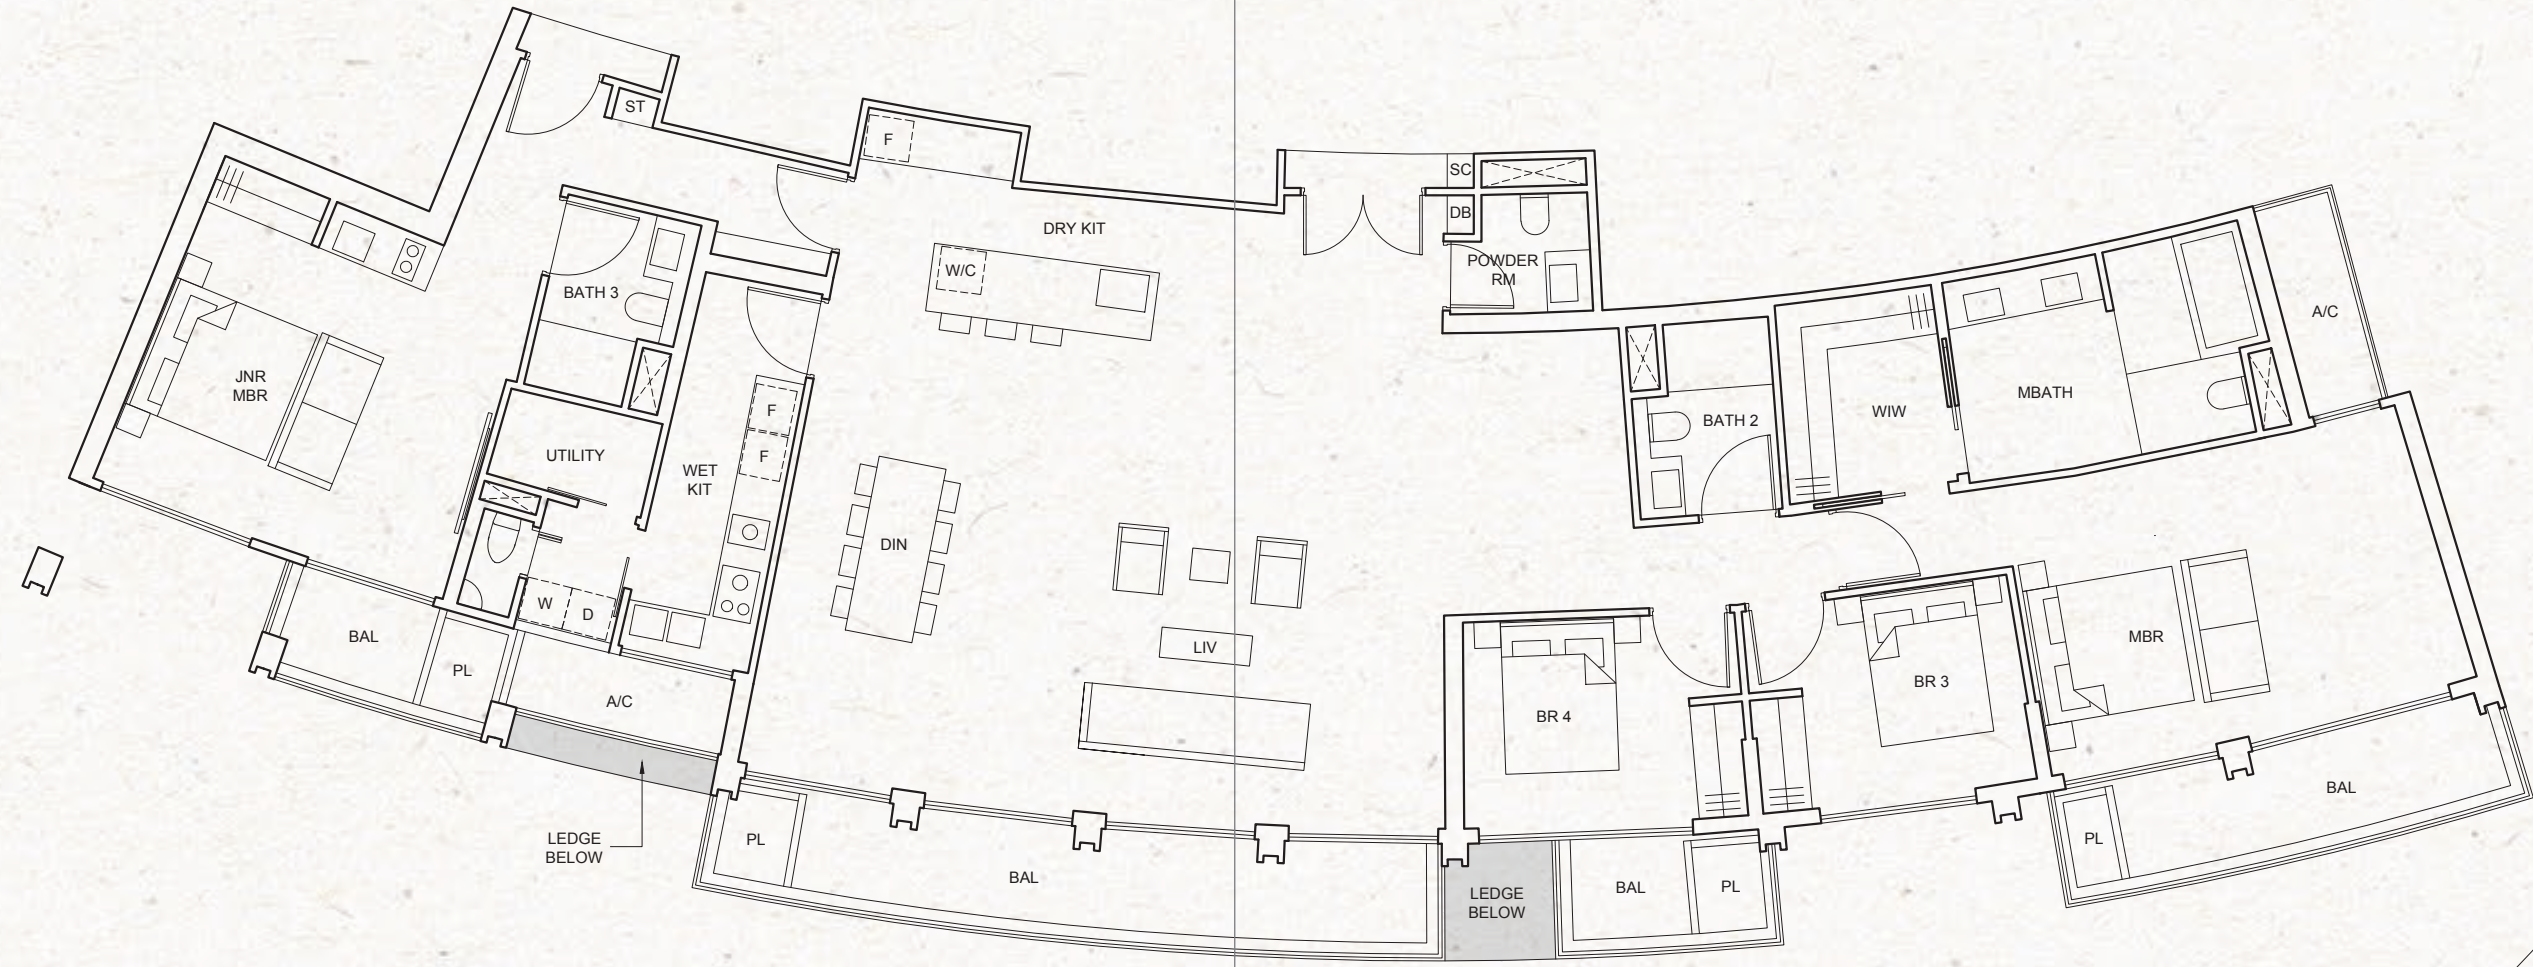 ST
F
SC
DB
DRY KIT
W/C
POWDER
RM
BATH 3
A/C
JNR
MBR
F
F
BATH 2
WIW
MBATH
UTILITY
WET
KIT
DIN
W
D
BAL
PL
A/C
LIV
BR 4
BR 3
MBR
BAL
LEDGE
BELOW
PL
BAL
LEDGE
BELOW
BAL
PL
PL